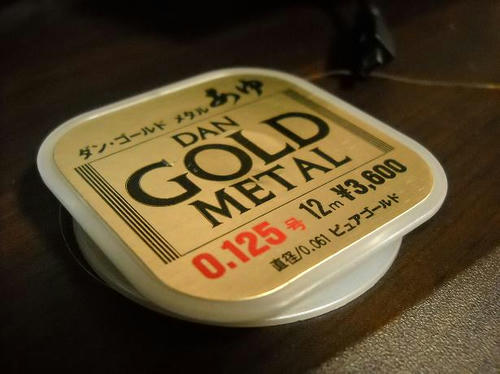 ダン・ゴールド メタル あゆ
DAN
GOLD
METAL
0.125号 12m ¥3,600
直径/0.061 ピュアゴールド